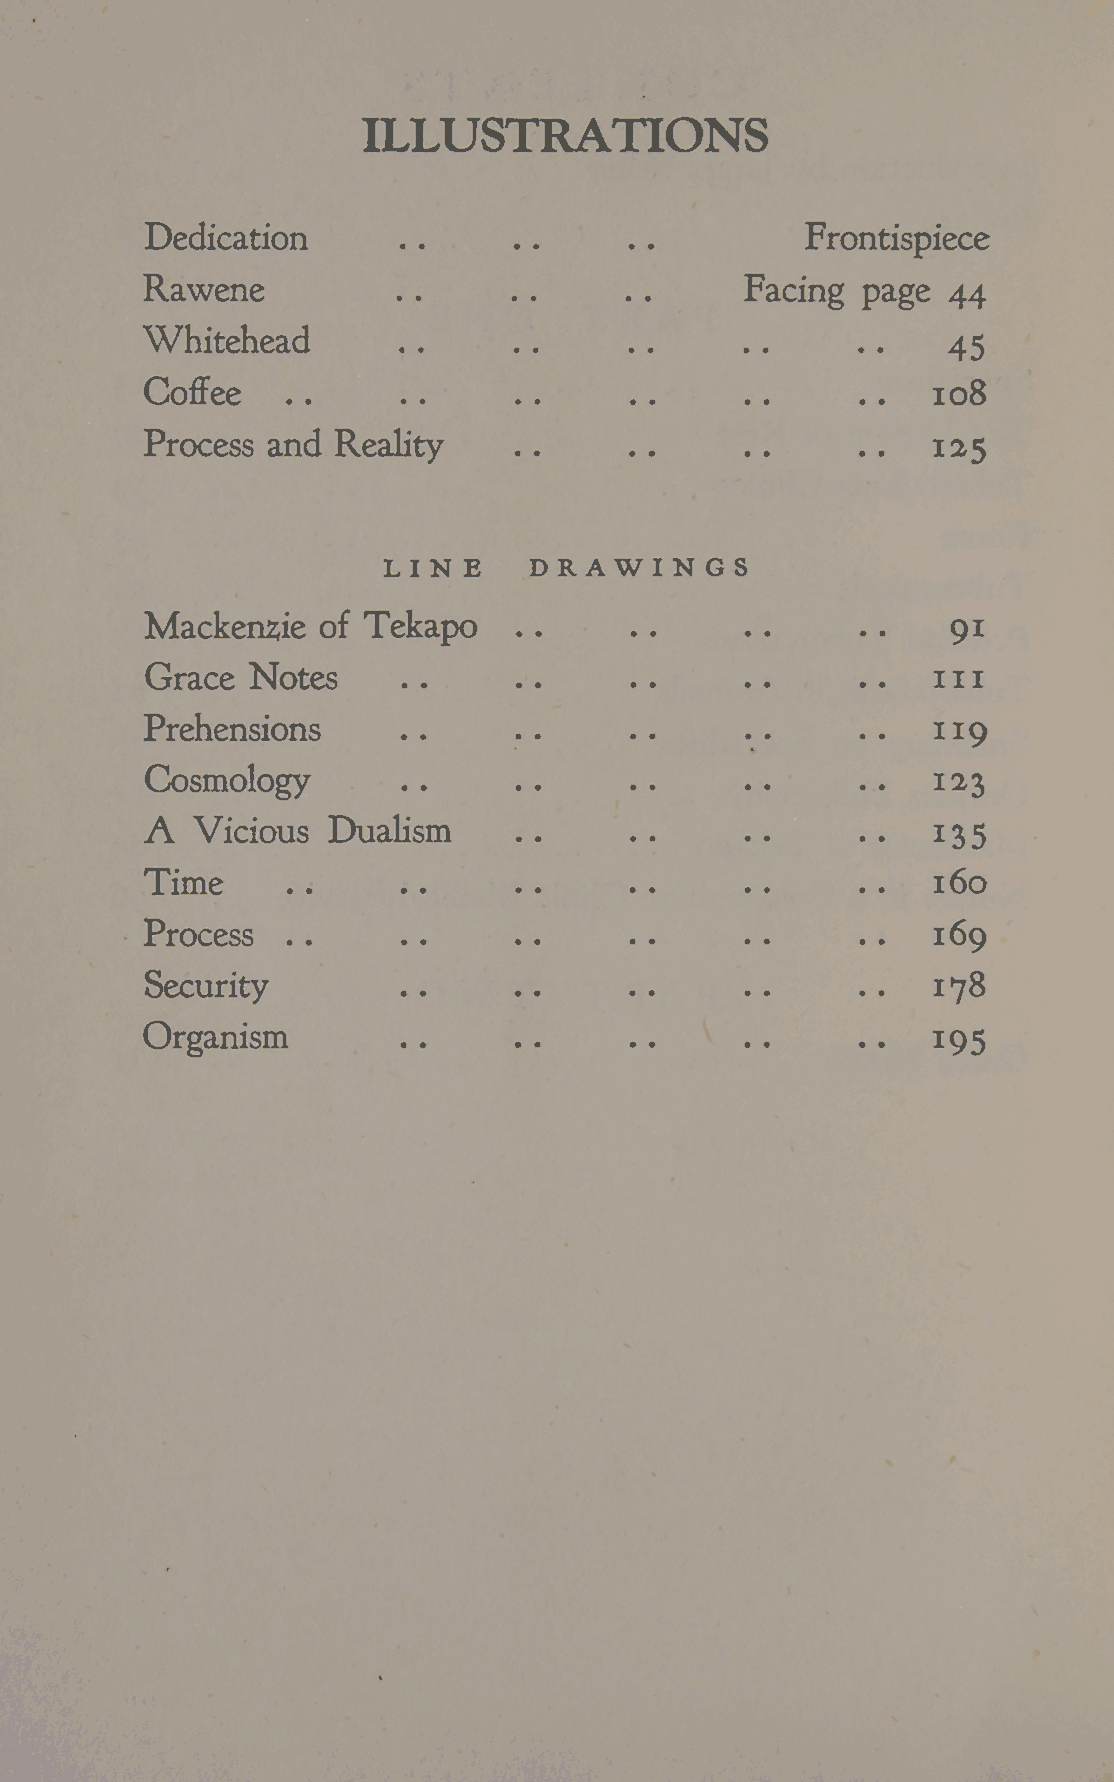 ILLUSTRATIONS
Dedication .. .. .. Frontispiece
Rawene .. .. .. Facing page 44
Whitehead .. .. .. .. .. 45
Coffee .. .. .. .. .. .. 108
Process and Reality .. .. .. .. 125
LINE DRAWINGS
Mackenzie of Tekapo .. .. .. .. 91
Grace Notes .. .. .. .. .. 111
Prehensions .. .. .. .. .. 119
Cosmology .. .. .. .. .. 123
A Vicious Dualism .. .. .. .. 135
Time .. .. .. .. .. .. 160
Process .. .. .. .. .. .. 169
Security .. .. .. .. .. 178
Organism .. .. .. .. .. 195